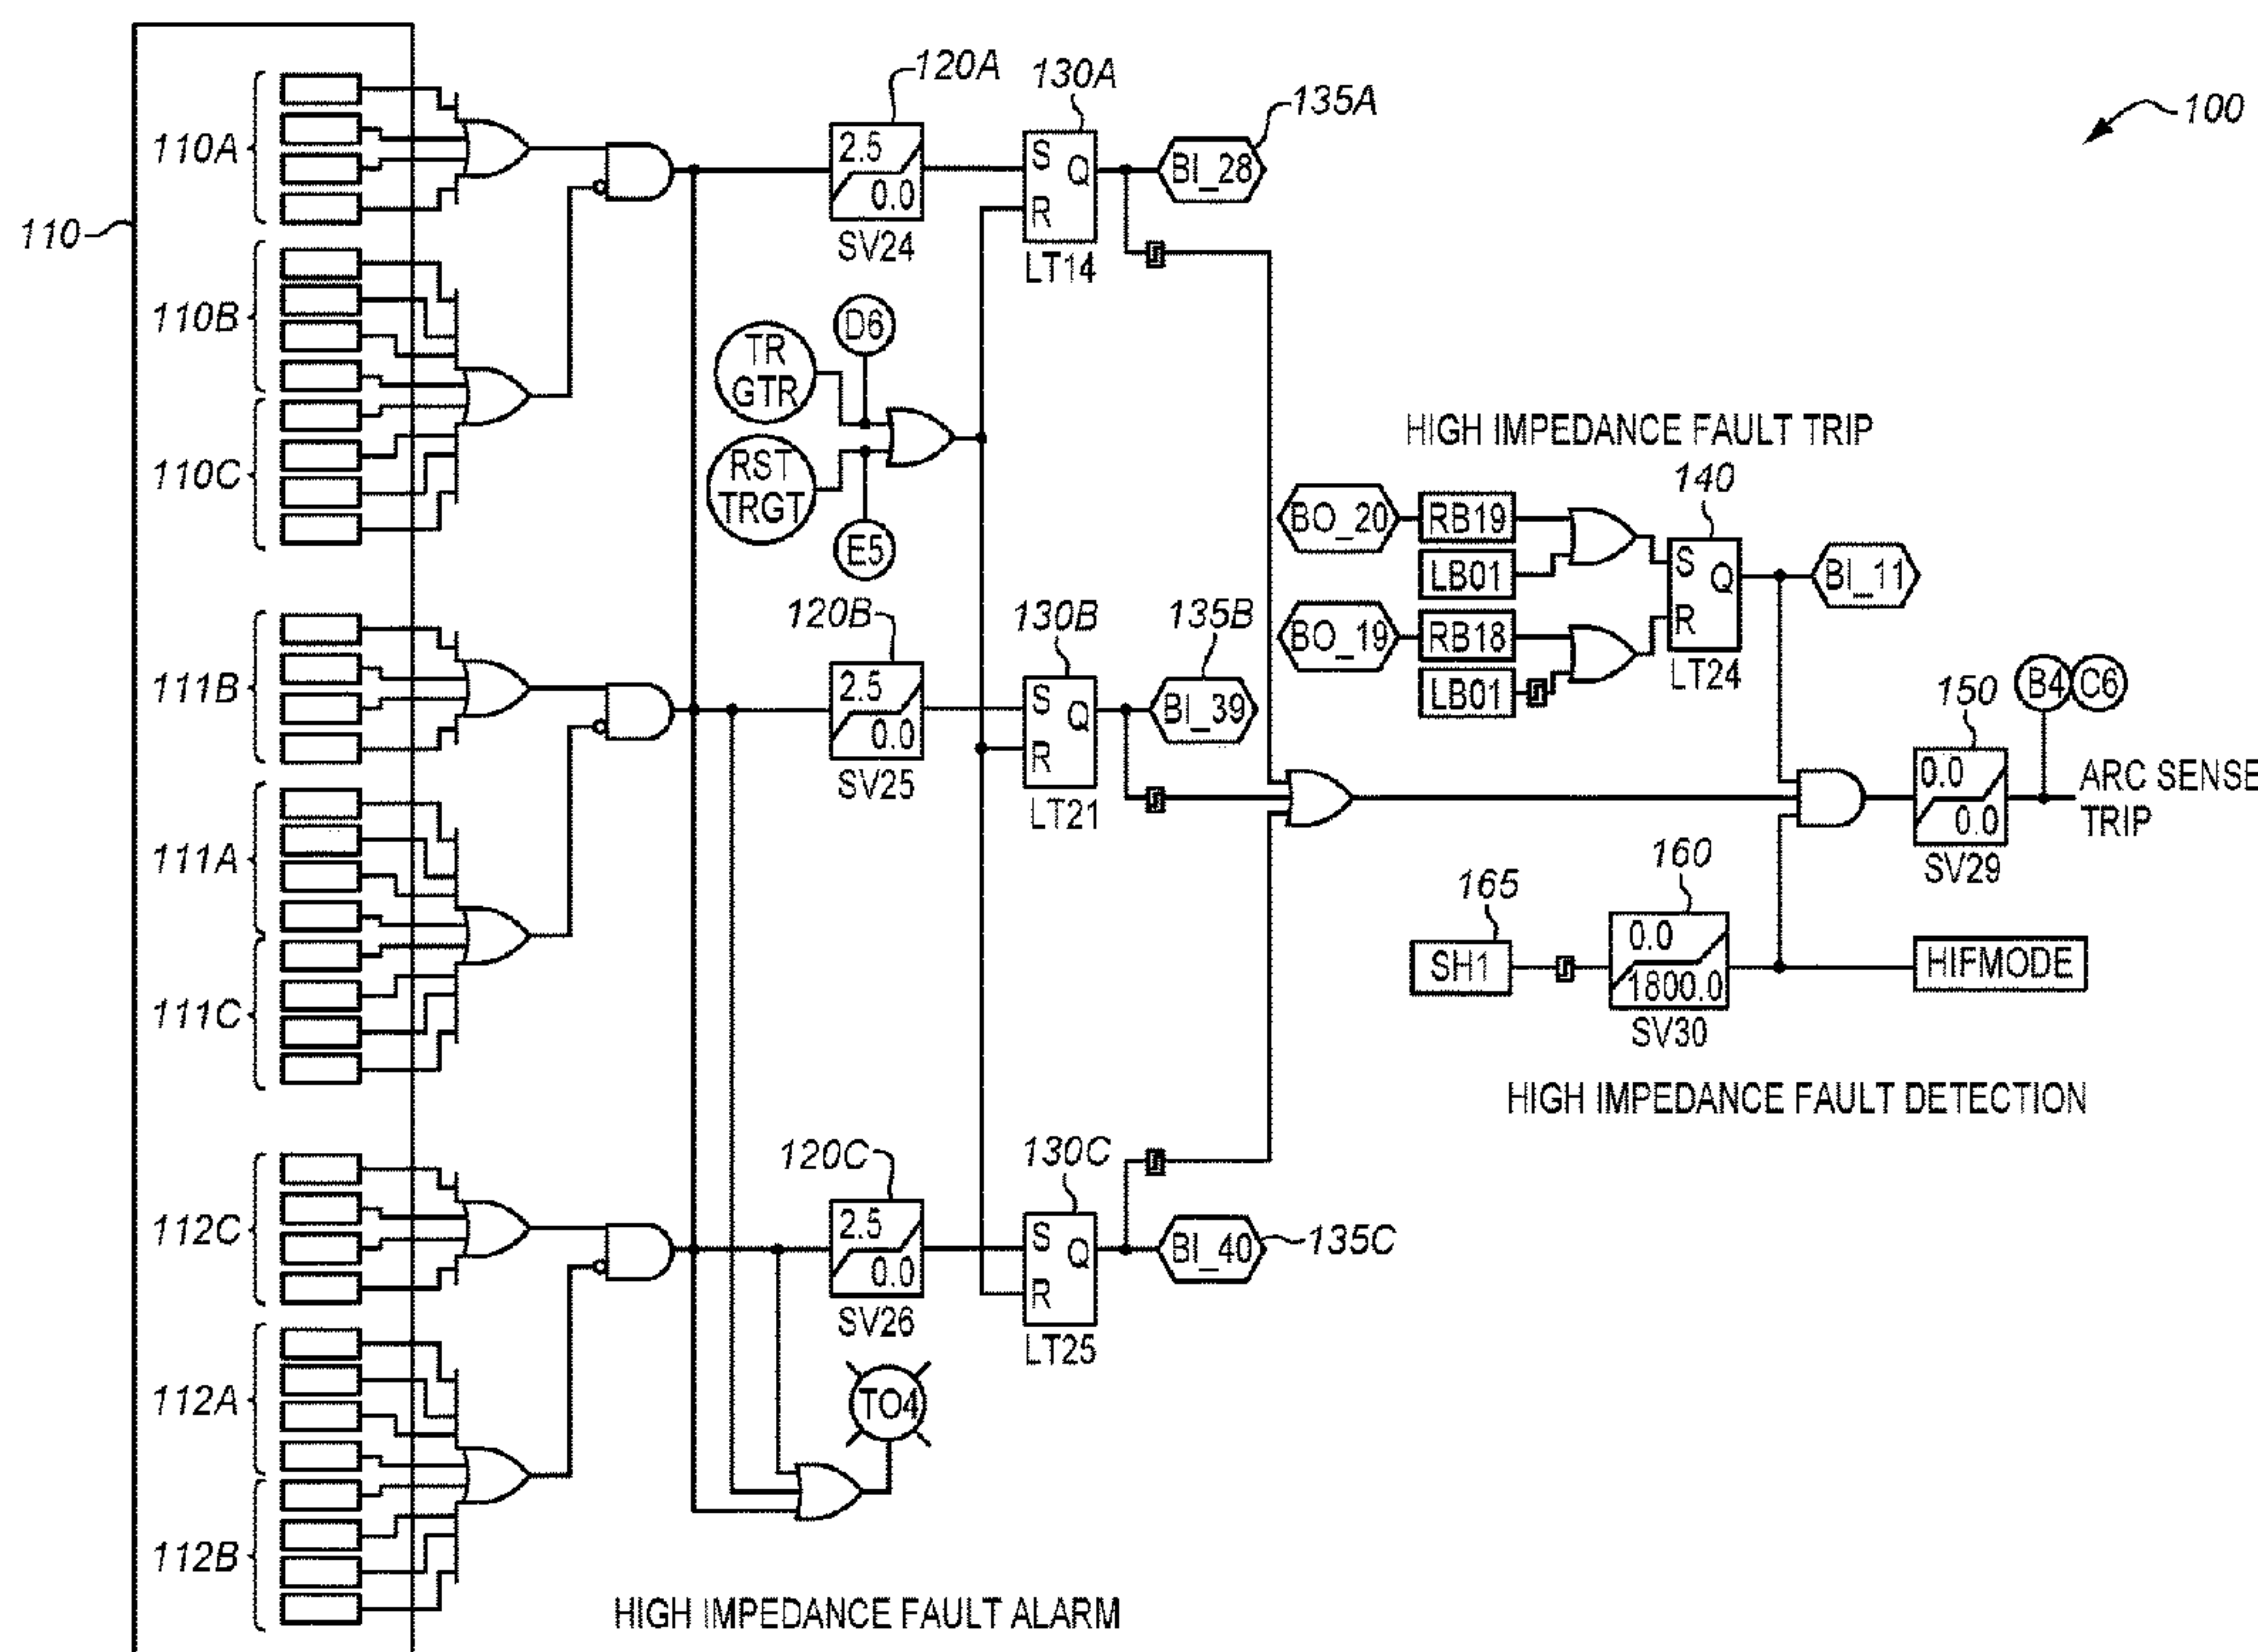 100
110
110A
110B
110C
111B
111A
111C
112C
112A
112B
120A
2.5
0.0
SV24
130A
S
Q
R
LT14
135A
BI_28
TR
GTR
D6
RST
TRGT
E5
120B
2.5
0.0
SV25
130B
S
Q
R
LT21
135B
BI_39
120C
2.5
0.0
SV26
130C
S
Q
R
LT25
BI_40
135C
TO4
HIGH IMPEDANCE FAULT ALARM
HIGH IMPEDANCE FAULT TRIP
140
BO_20
RB19
LB01
BO_19
RB18
LB01
S
Q
R
LT24
BI_11
150
B4
C6
0.0
0.0
SV29
ARC SENSE
TRIP
165
SH1
160
0.0
1800.0
SV30
HIFMODE
HIGH IMPEDANCE FAULT DETECTION